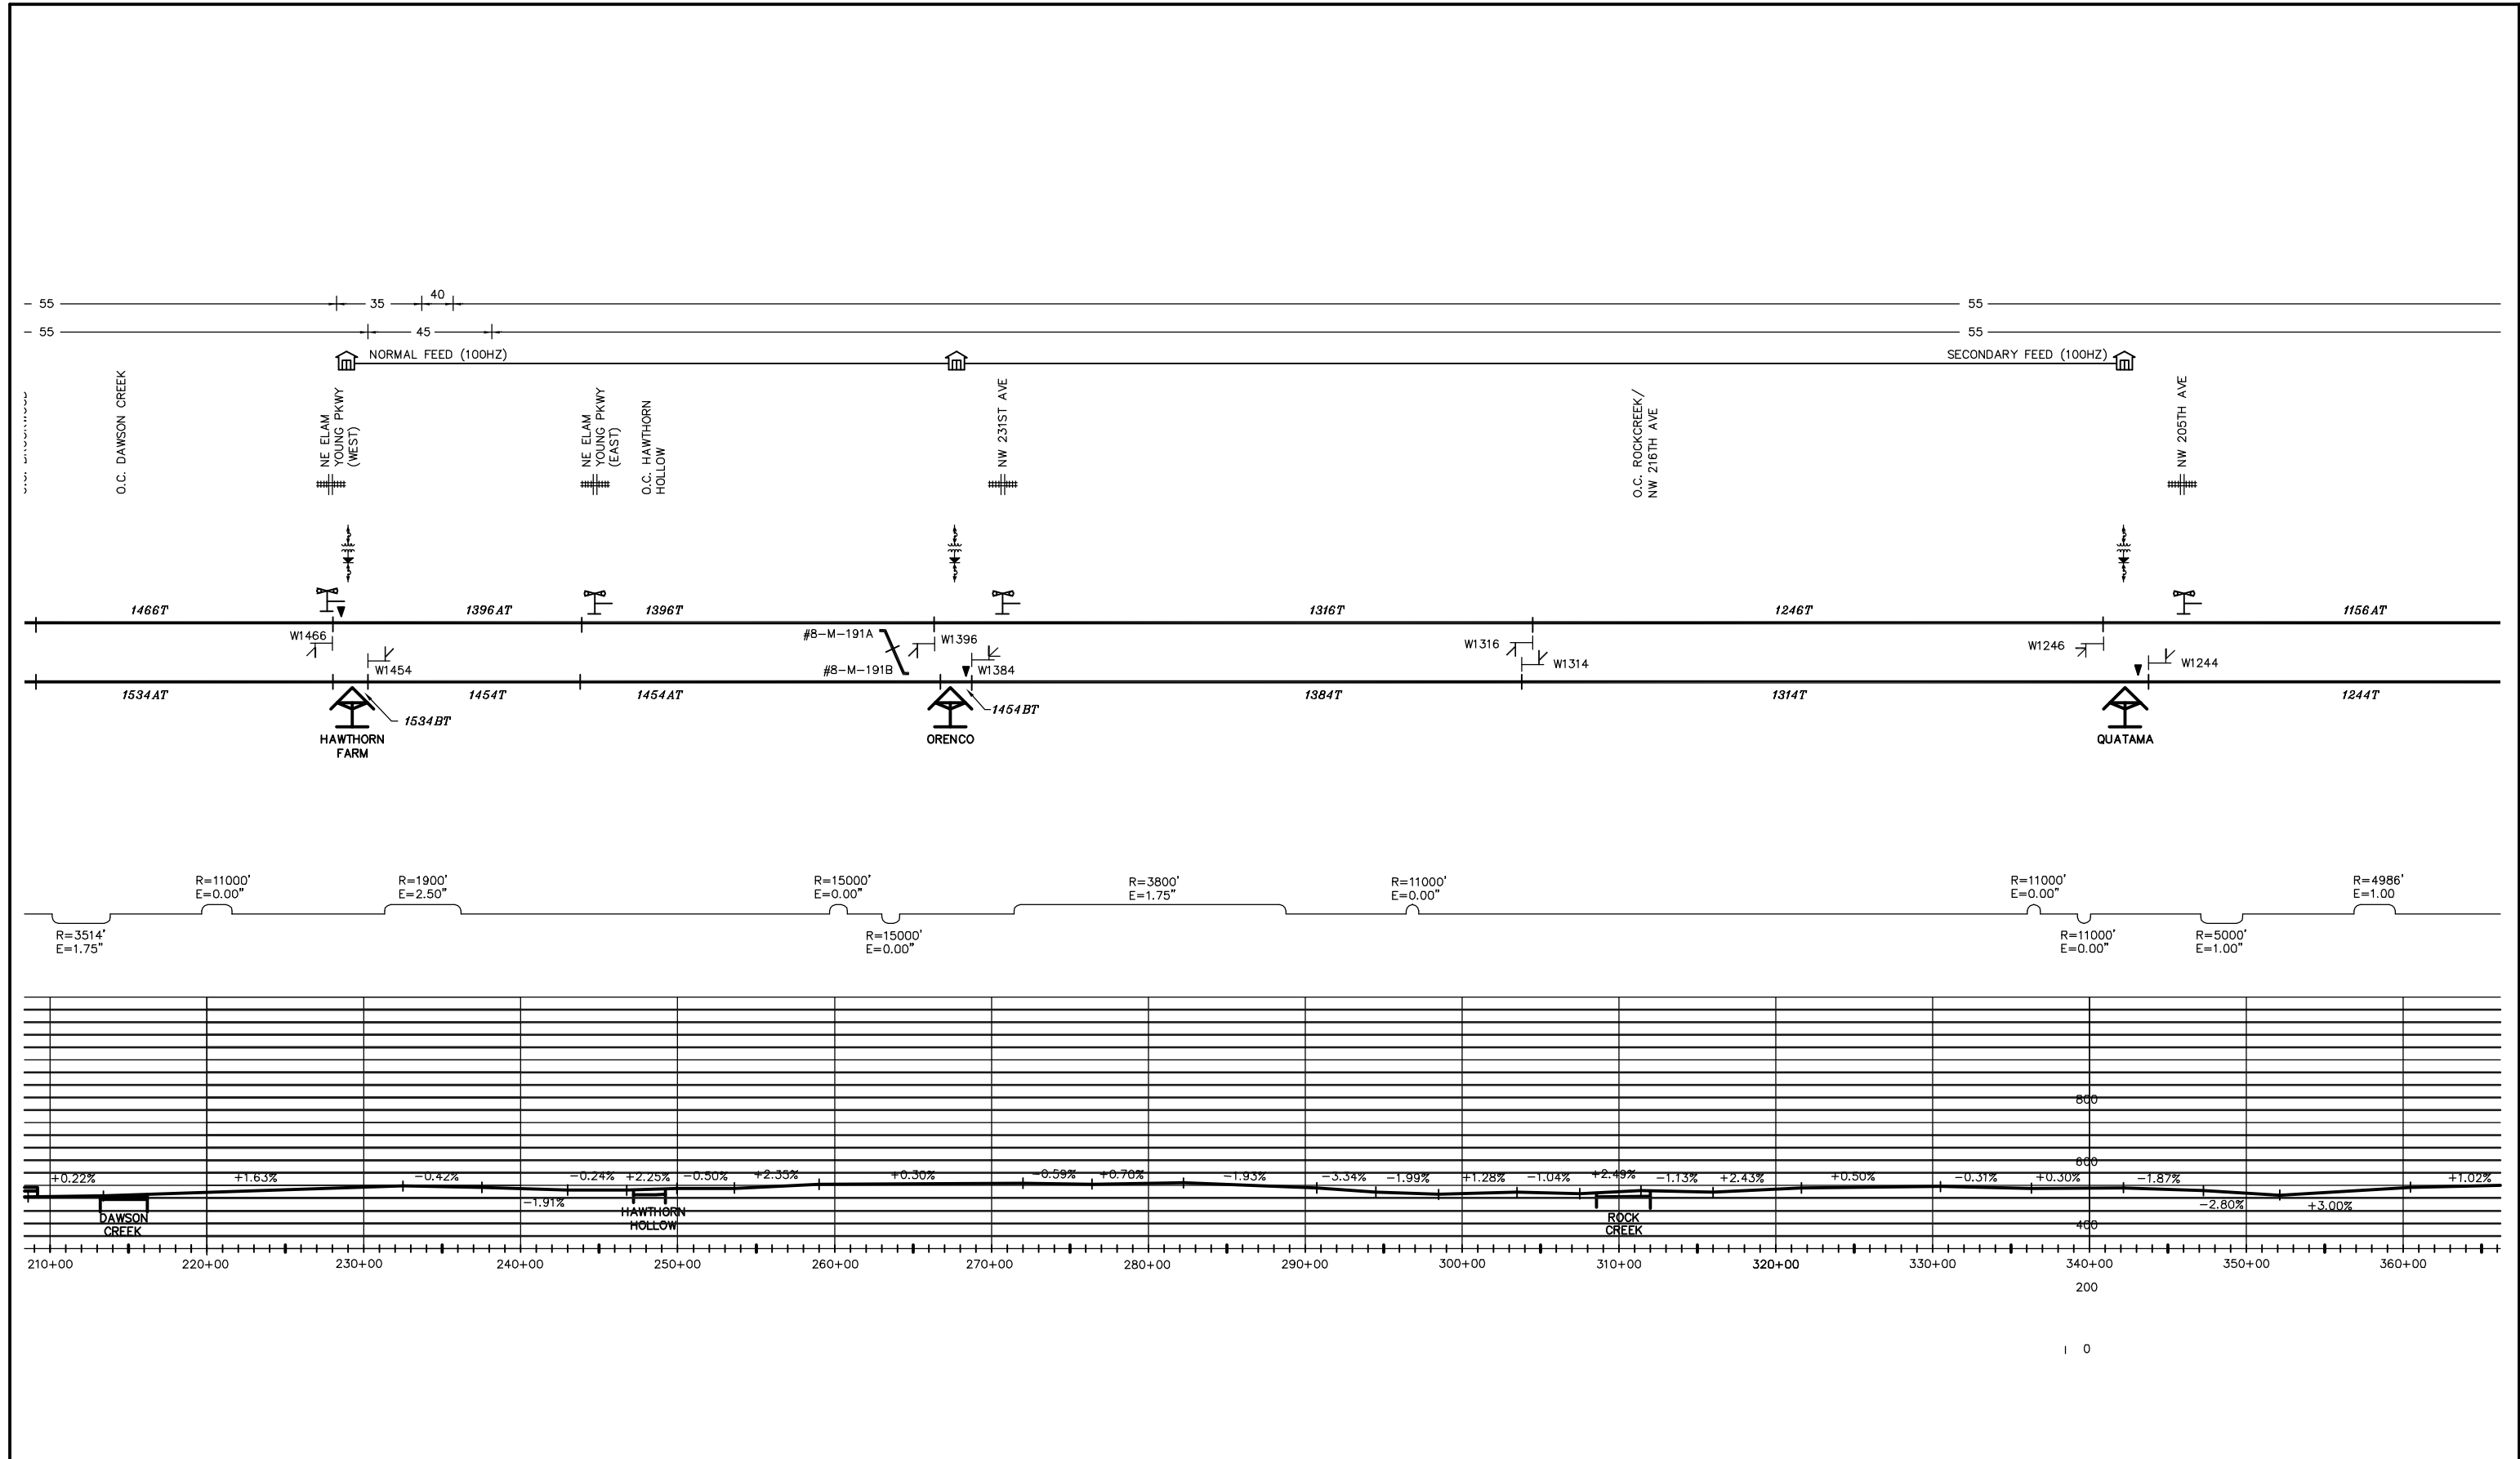 55
35
40
55
55
45
55
NORMAL FEED (100HZ)
SECONDARY FEED (100HZ)
O.C. DAWSON CREEK
NE ELAM
YOUNG PKWY
(WEST)
NE ELAM
YOUNG PKWY
(EAST)
O.C. HAWTHORN
HOLLOW
NW 231ST AVE
O.C. ROCKCREEK/
NW 216TH AVE
NW 205TH AVE
1466T
1396AT
1396T
1316T
1246T
1156AT
W1466
W1454
#8-M-191A
W1396
#8-M-191B
W1384
W1316
W1314
W1246
W1244
1534AT
1454T
1454AT
1384T
1314T
1244T
1534BT
1454BT
HAWTHORN
FARM
ORENCO
QUATAMA
R=11000'
E=0.00"
R=1900'
E=2.50"
R=15000'
E=0.00"
R=3800'
E=1.75"
R=11000'
E=0.00"
R=11000'
E=0.00"
R=4986'
E=1.00
R=3514'
E=1.75"
R=15000'
E=0.00"
R=11000'
E=0.00"
R=5000'
E=1.00"
800
600
+0.22%
+1.63%
-0.42%
-1.91%
-0.24%
+2.25%
-0.50%
+2.35%
+0.30%
-0.59%
+0.70%
-1.93%
-3.34%
-1.99%
+1.28%
-1.04%
+2.49%
-1.13%
+2.43%
+0.50%
-0.31%
+0.30%
-1.87%
-2.80%
+3.00%
+1.02%
DAWSON
CREEK
HAWTHORN
HOLLOW
ROCK
CREEK
400
210+00
220+00
230+00
240+00
250+00
260+00
270+00
280+00
290+00
300+00
310+00
320+00
330+00
340+00
350+00
360+00
200
0